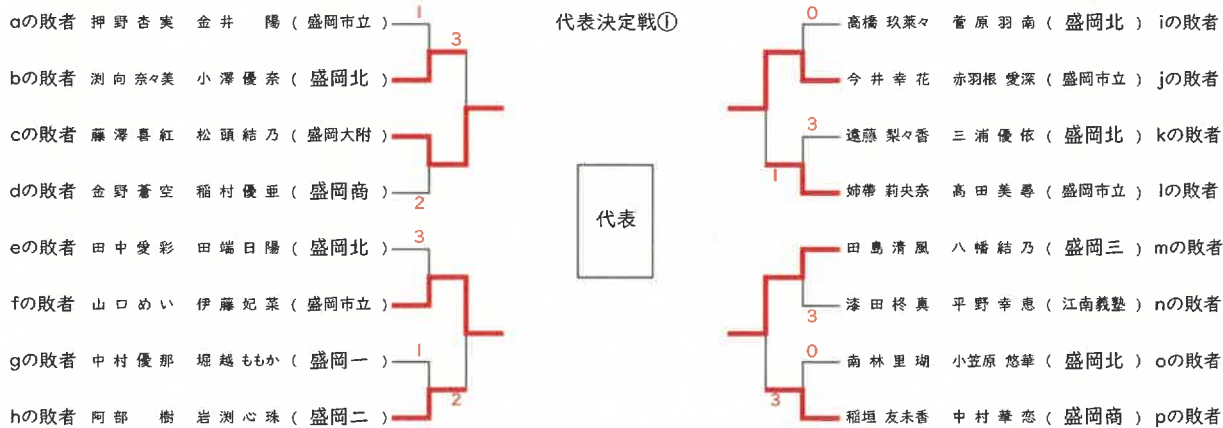 代表決定戦①
aの敗者 押野杏実 金井 陽 (盛岡市立)
1
3
bの敗者 渕向奈々美 小澤優奈 (盛岡北)
cの敗者 藤澤喜紅 松頭結乃 (盛岡大附)
dの敗者 金野蒼空 稲村優亜 (盛岡商)
2
eの敗者 田中愛彩 田端日陽 (盛岡北)
3
fの敗者 山口めい 伊藤妃菜 (盛岡市立)
gの敗者 中村優那 堀越ももか (盛岡一)
1
2
hの敗者 阿部 樹 岩渕心珠 (盛岡二)
代表
0
高橋玖莱々 菅原羽南 (盛岡北) iの敗者
今井幸花 赤羽根愛深 (盛岡市立) jの敗者
3
遠藤梨々香 三浦優依 (盛岡北) kの敗者
1
姉帯莉央奈 髙田美尋 (盛岡市立) lの敗者
田島清風 八幡結乃 (盛岡三) mの敗者
漆田柊真 平野幸恵 (江南義塾) nの敗者
3
0
南林里瑚 小笠原悠華 (盛岡北) oの敗者
3
稲垣友未香 中村華恋 (盛岡商) pの敗者